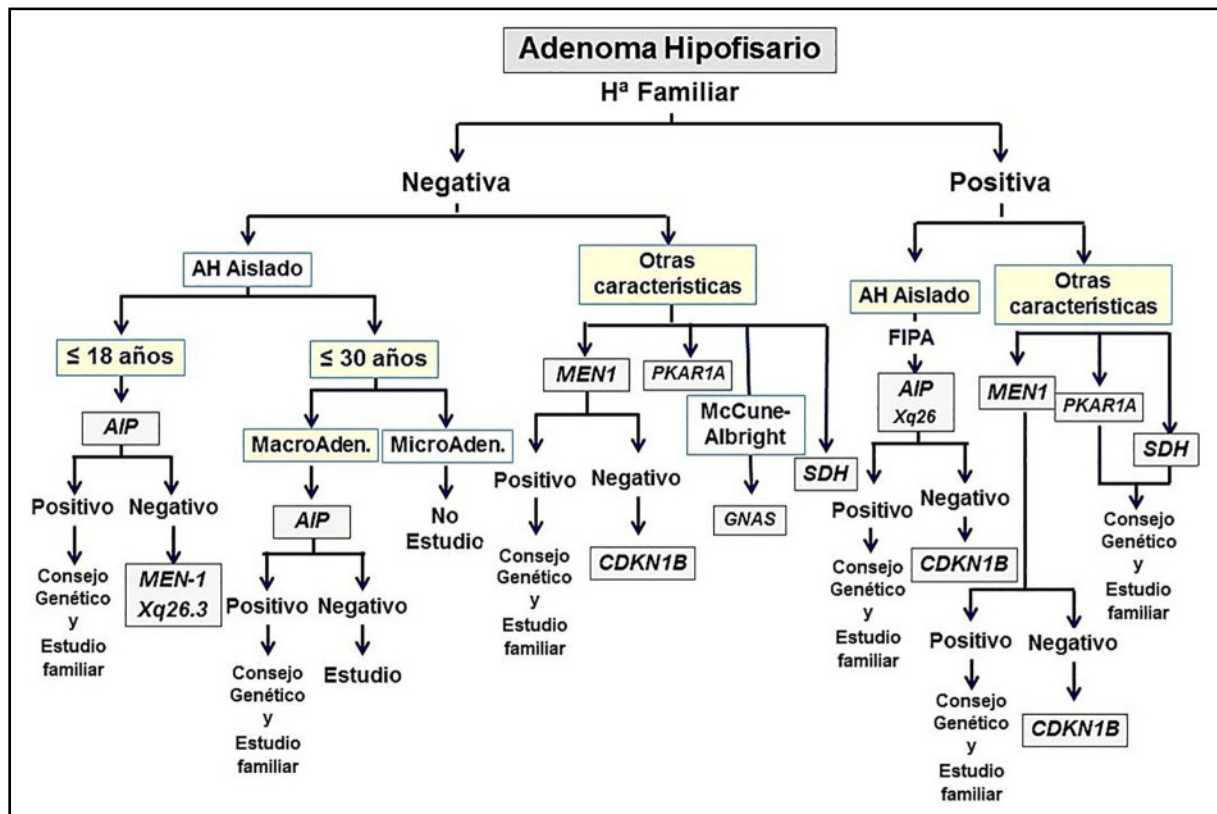 Adenoma Hipofisario
Hª Familiar
Negativa
Positiva
AH Aislado
Otras
características
AH Aislado
FIPA
Otras
características
≤ 18 años
≤ 30 años
AIP
Positivo
Negativo
Consejo
Genético
y
Estudio
familiar
MEN-1
Xq26.3
MacroAden.
MicroAden.
AIP
No
Estudio
Positivo
Negativo
Consejo
Genético
y
Estudio
familiar
Estudio
MEN1
PKAR1A
McCune-
Albright
SDH
GNAS
Positivo
Negativo
Consejo
Genético
y
Estudio
familiar
CDKN1B
AIP
Xq26
Positivo
Negativo
Consejo
Genético
y
Estudio
familiar
CDKN1B
MEN1
PKAR1A
SDH
Consejo
Genético
y
Estudio
familiar
Positivo
Negativo
Consejo
Genético
y
Estudio
familiar
CDKN1B